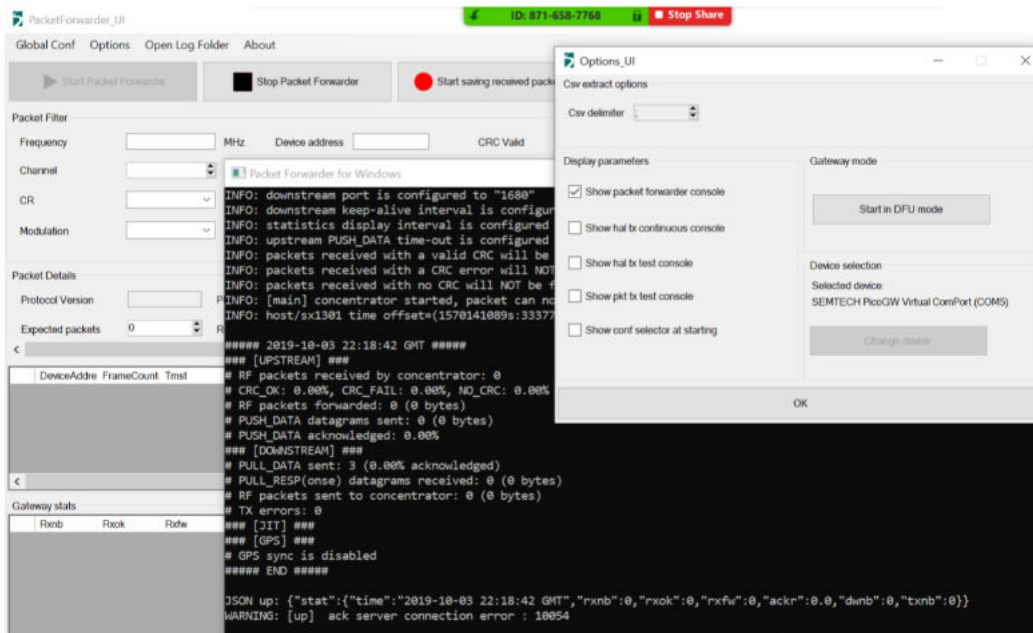 PacketForwarder_UI
ID: 871-658-7768 Stop Share
Global Conf Options Open Log Folder About
Start Packet Forwarder
Stop Packet Forwarder
Start saving received pack
Packet Filter
Frequency MHz Device address CRC Valid
Channel
CR
Modulation
Packet Details
Protocol Version P
Expected packets 0 R
DeviceAddre FrameCount Tmst
Gateway stats
Rxnb Rxok Rxfw
Packet Forwarder for Windows
INFO: downstream port is configured to "1680"
INFO: downstream keep-alive interval is configur
INFO: statistics display interval is configured
INFO: upstream PUSH_DATA time-out is configured
INFO: packets received with a valid CRC will be
INFO: packets received with a CRC error will NOT
INFO: packets received with no CRC will NOT be f
INFO: [main] concentrator started, packet can no
INFO: host/sx1301 time offset=(1570141089s:33377
##### 2019-10-03 22:18:42 GMT #####
### [UPSTREAM] ###
# RF packets received by concentrator: 0
# CRC_OK: 0.00%, CRC_FAIL: 0.00%, NO_CRC: 0.00%
# RF packets forwarded: 0 (0 bytes)
# PUSH_DATA datagrams sent: 0 (0 bytes)
# PUSH_DATA acknowledged: 0.00%
### [DOWNSTREAM] ###
# PULL_DATA sent: 3 (0.00% acknowledged)
# PULL_RESP(onse) datagrams received: 0 (0 bytes)
# RF packets sent to concentrator: 0 (0 bytes)
# TX errors: 0
### [JIT] ###
### [GPS] ###
# GPS sync is disabled
##### END #####
JSON up: {"stat":{"time":"2019-10-03 22:18:42 GMT","rxnb":0,"rxok":0,"rxfw":0,"ackr":0.0,"dwnb":0,"txnb":0}}
WARNING: [up] ack server connection error : 10054
Options_UI
Csv extract options
Csv delimiter
Display parameters
Show packet forwarder console
Show hal tx continuous console
Show hal tx test console
Show pkt tx test console
Show conf selector at starting
Gateway mode
Start in DFU mode
Device selection
Selected device:
SEMTECH PicoGW Virtual ComPort (COM5)
Change device
OK